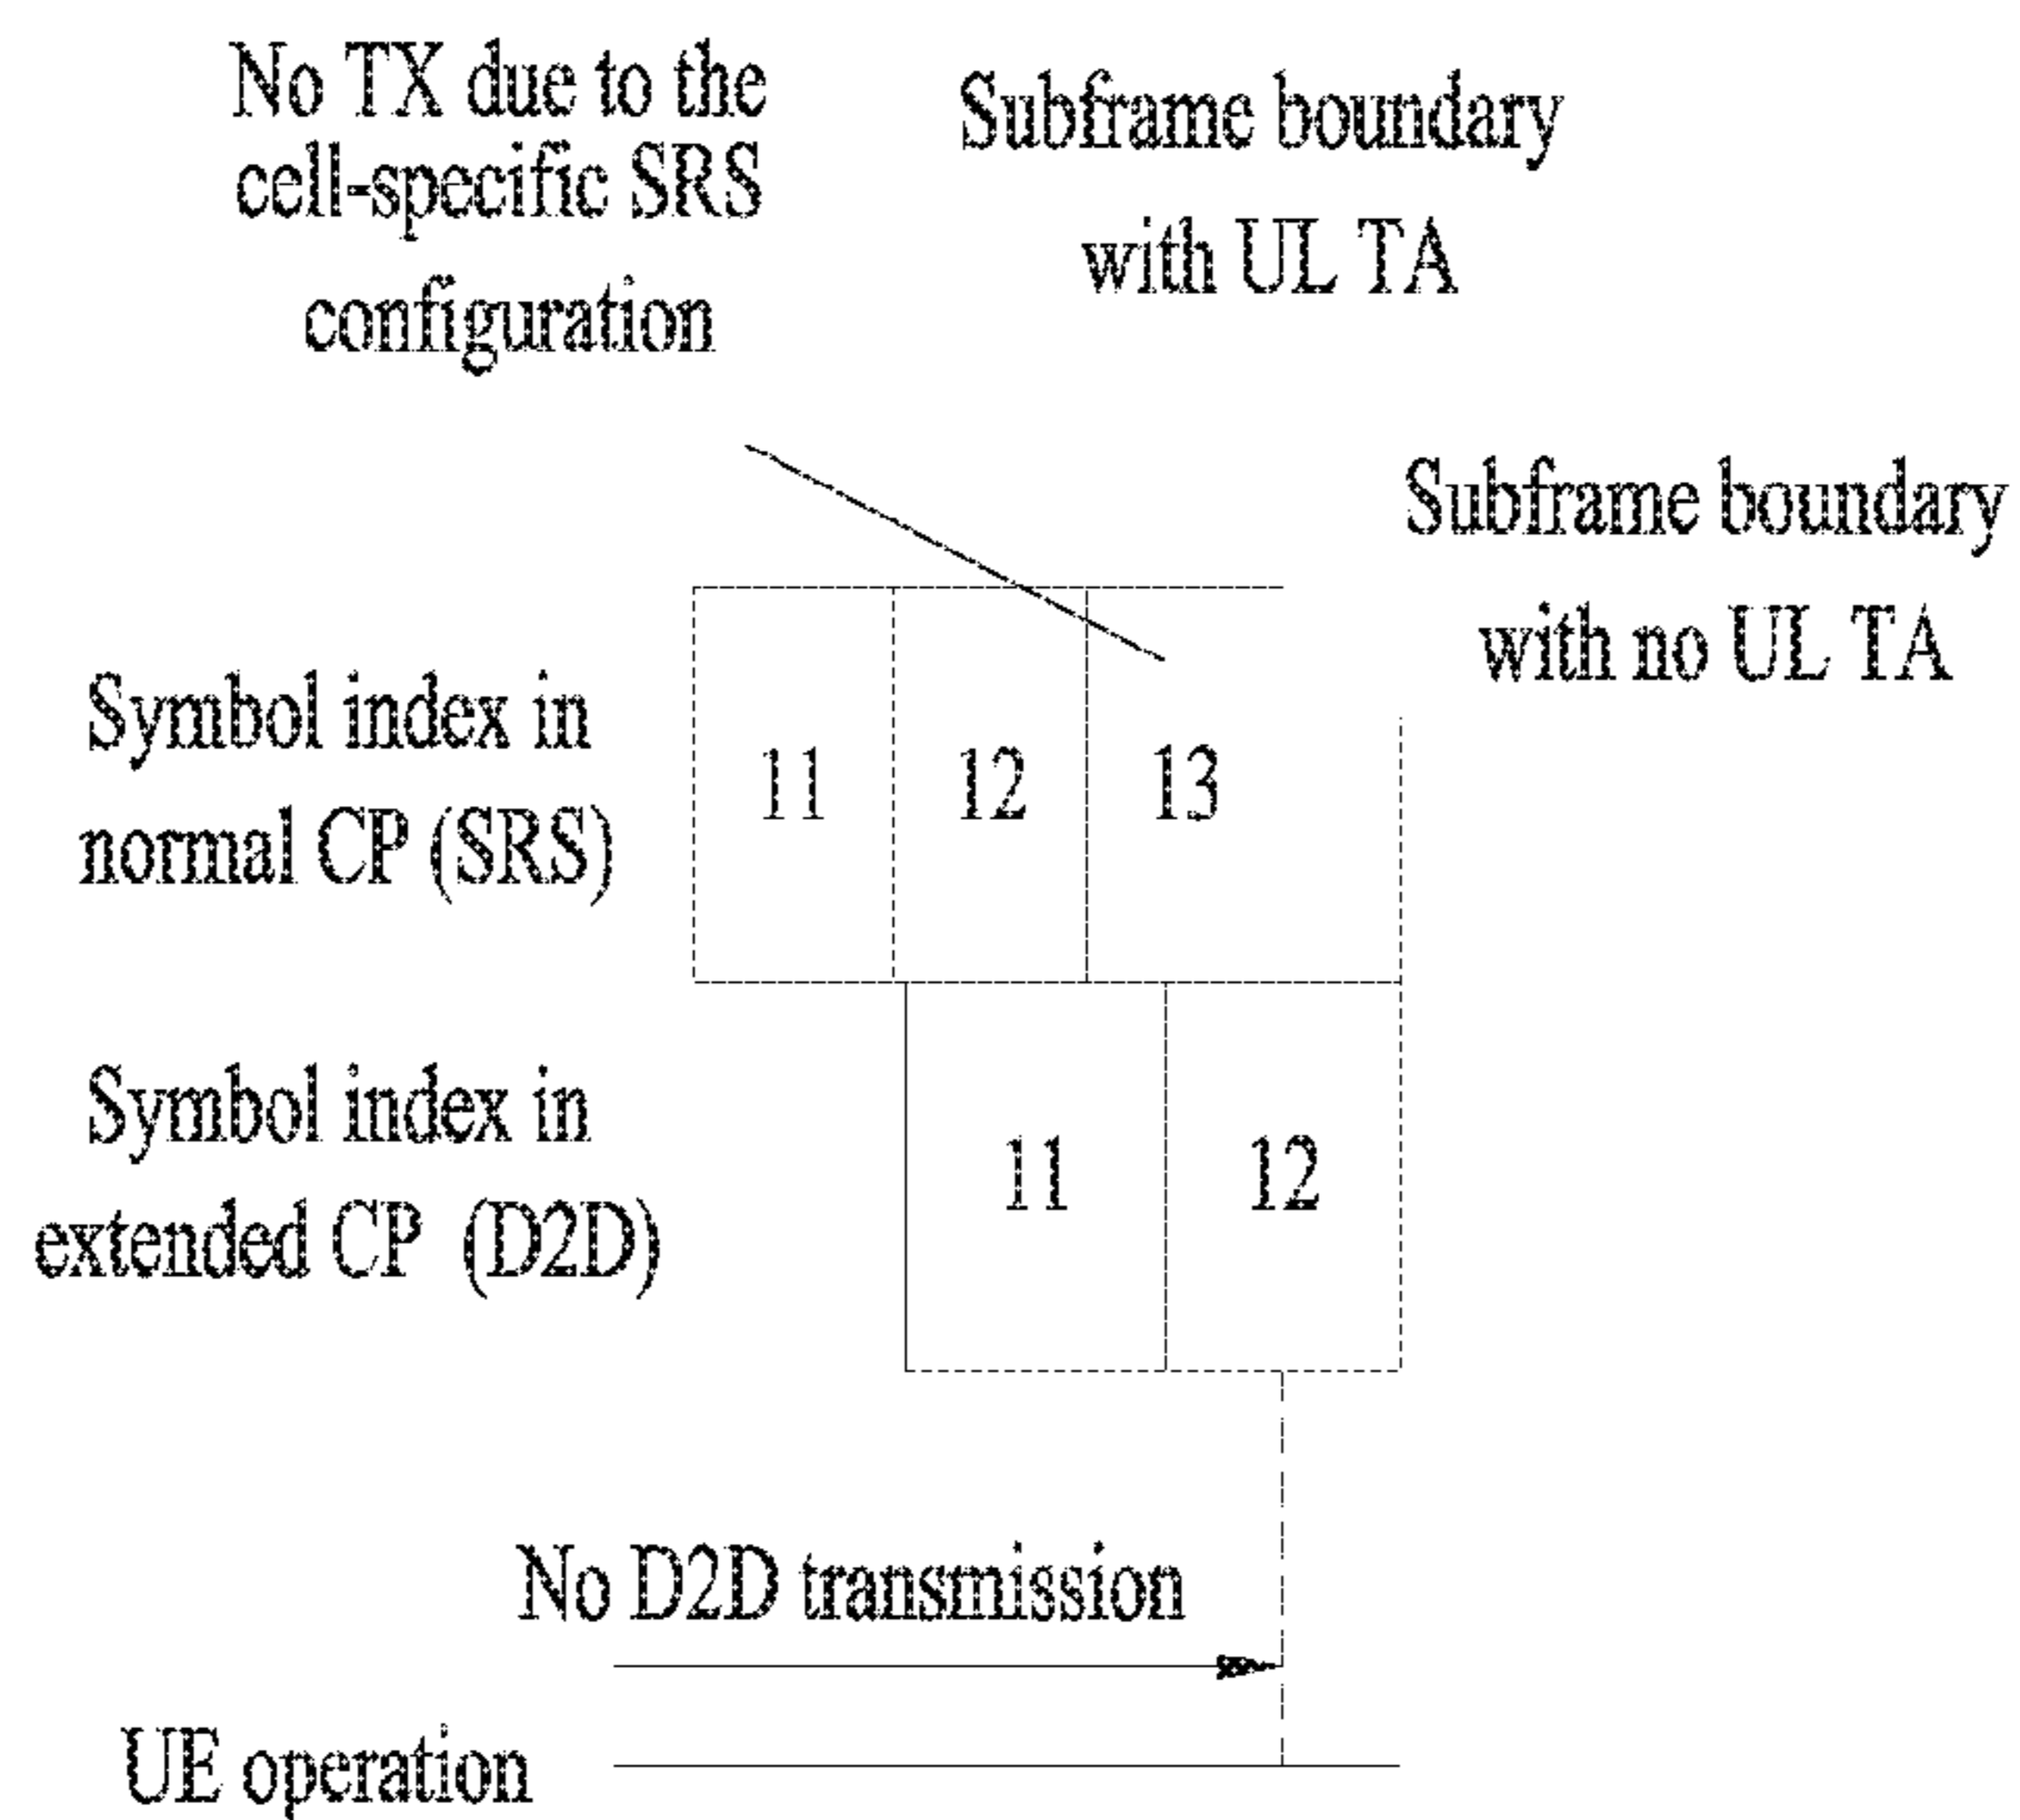 No TX due to the
cell-specific SRS
configuration
Subframe boundary
with UL TA
Subframe boundary
with no UL TA
Symbol index in
normal CP (SRS)
11 12 13
Symbol index in
extended CP (D2D)
11 12
No D2D transmission
UE operation